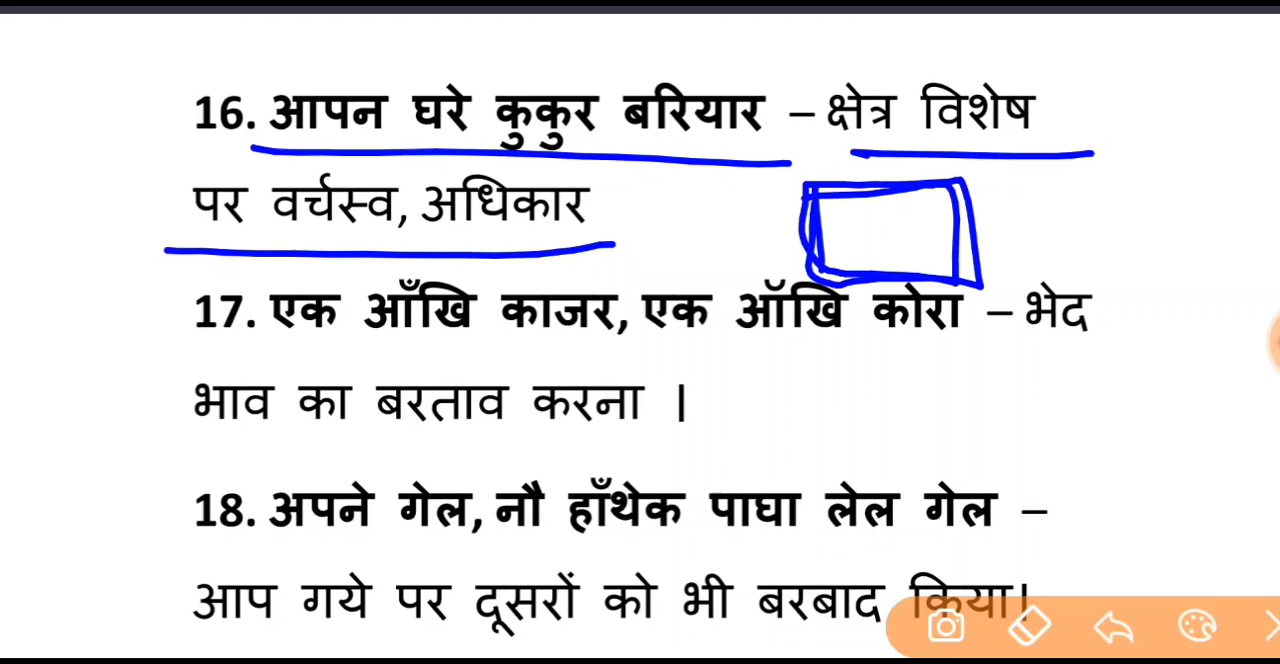 16. आपन घरे कुकुर बरियार – क्षेत्र विशेष
पर वर्चस्व, अधिकार
17. एक आँखि काजर, एक ऑखि कोरा – भेद
भाव का बरताव करना ।
18. अपने गेल, नौ हाँथेक पाघा लेल गेल –
आप गये पर दूसरों को भी बरबाद किया।